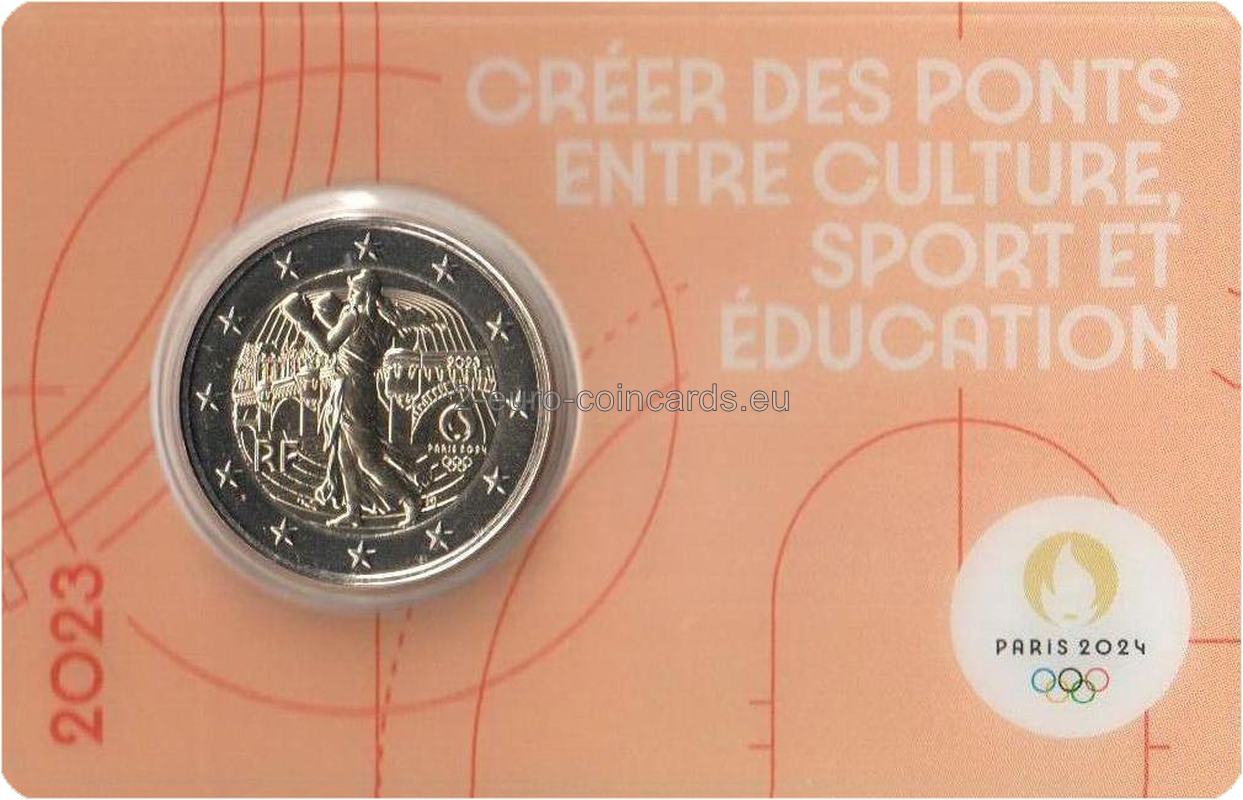 CRÉER DES PONTS
ENTRE CULTURE,
SPORT ET
ÉDUCATION
2023
2-euro-coincards.eu
RF
PARIS 2024
PARIS 2024
2023